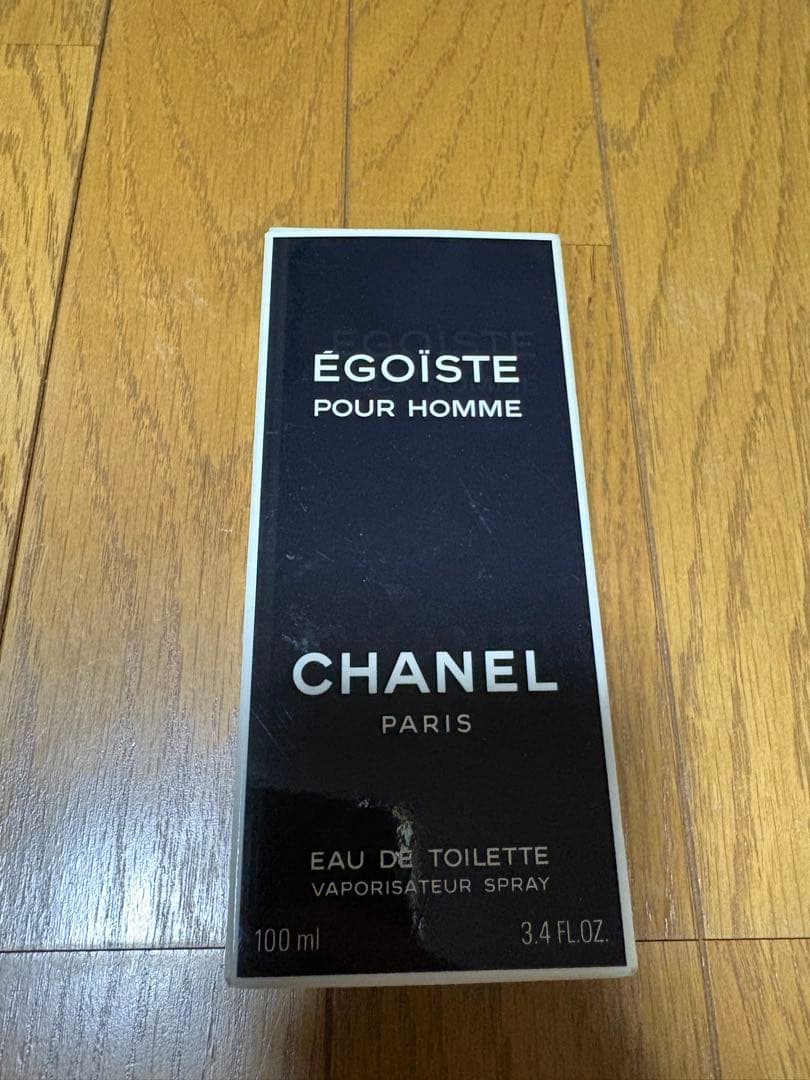 ÉGOÏSTE
POUR HOMME
CHANEL
PARIS
EAU DE TOILETTE
VAPORISATEUR SPRAY
100 ml 3.4 FL.OZ.